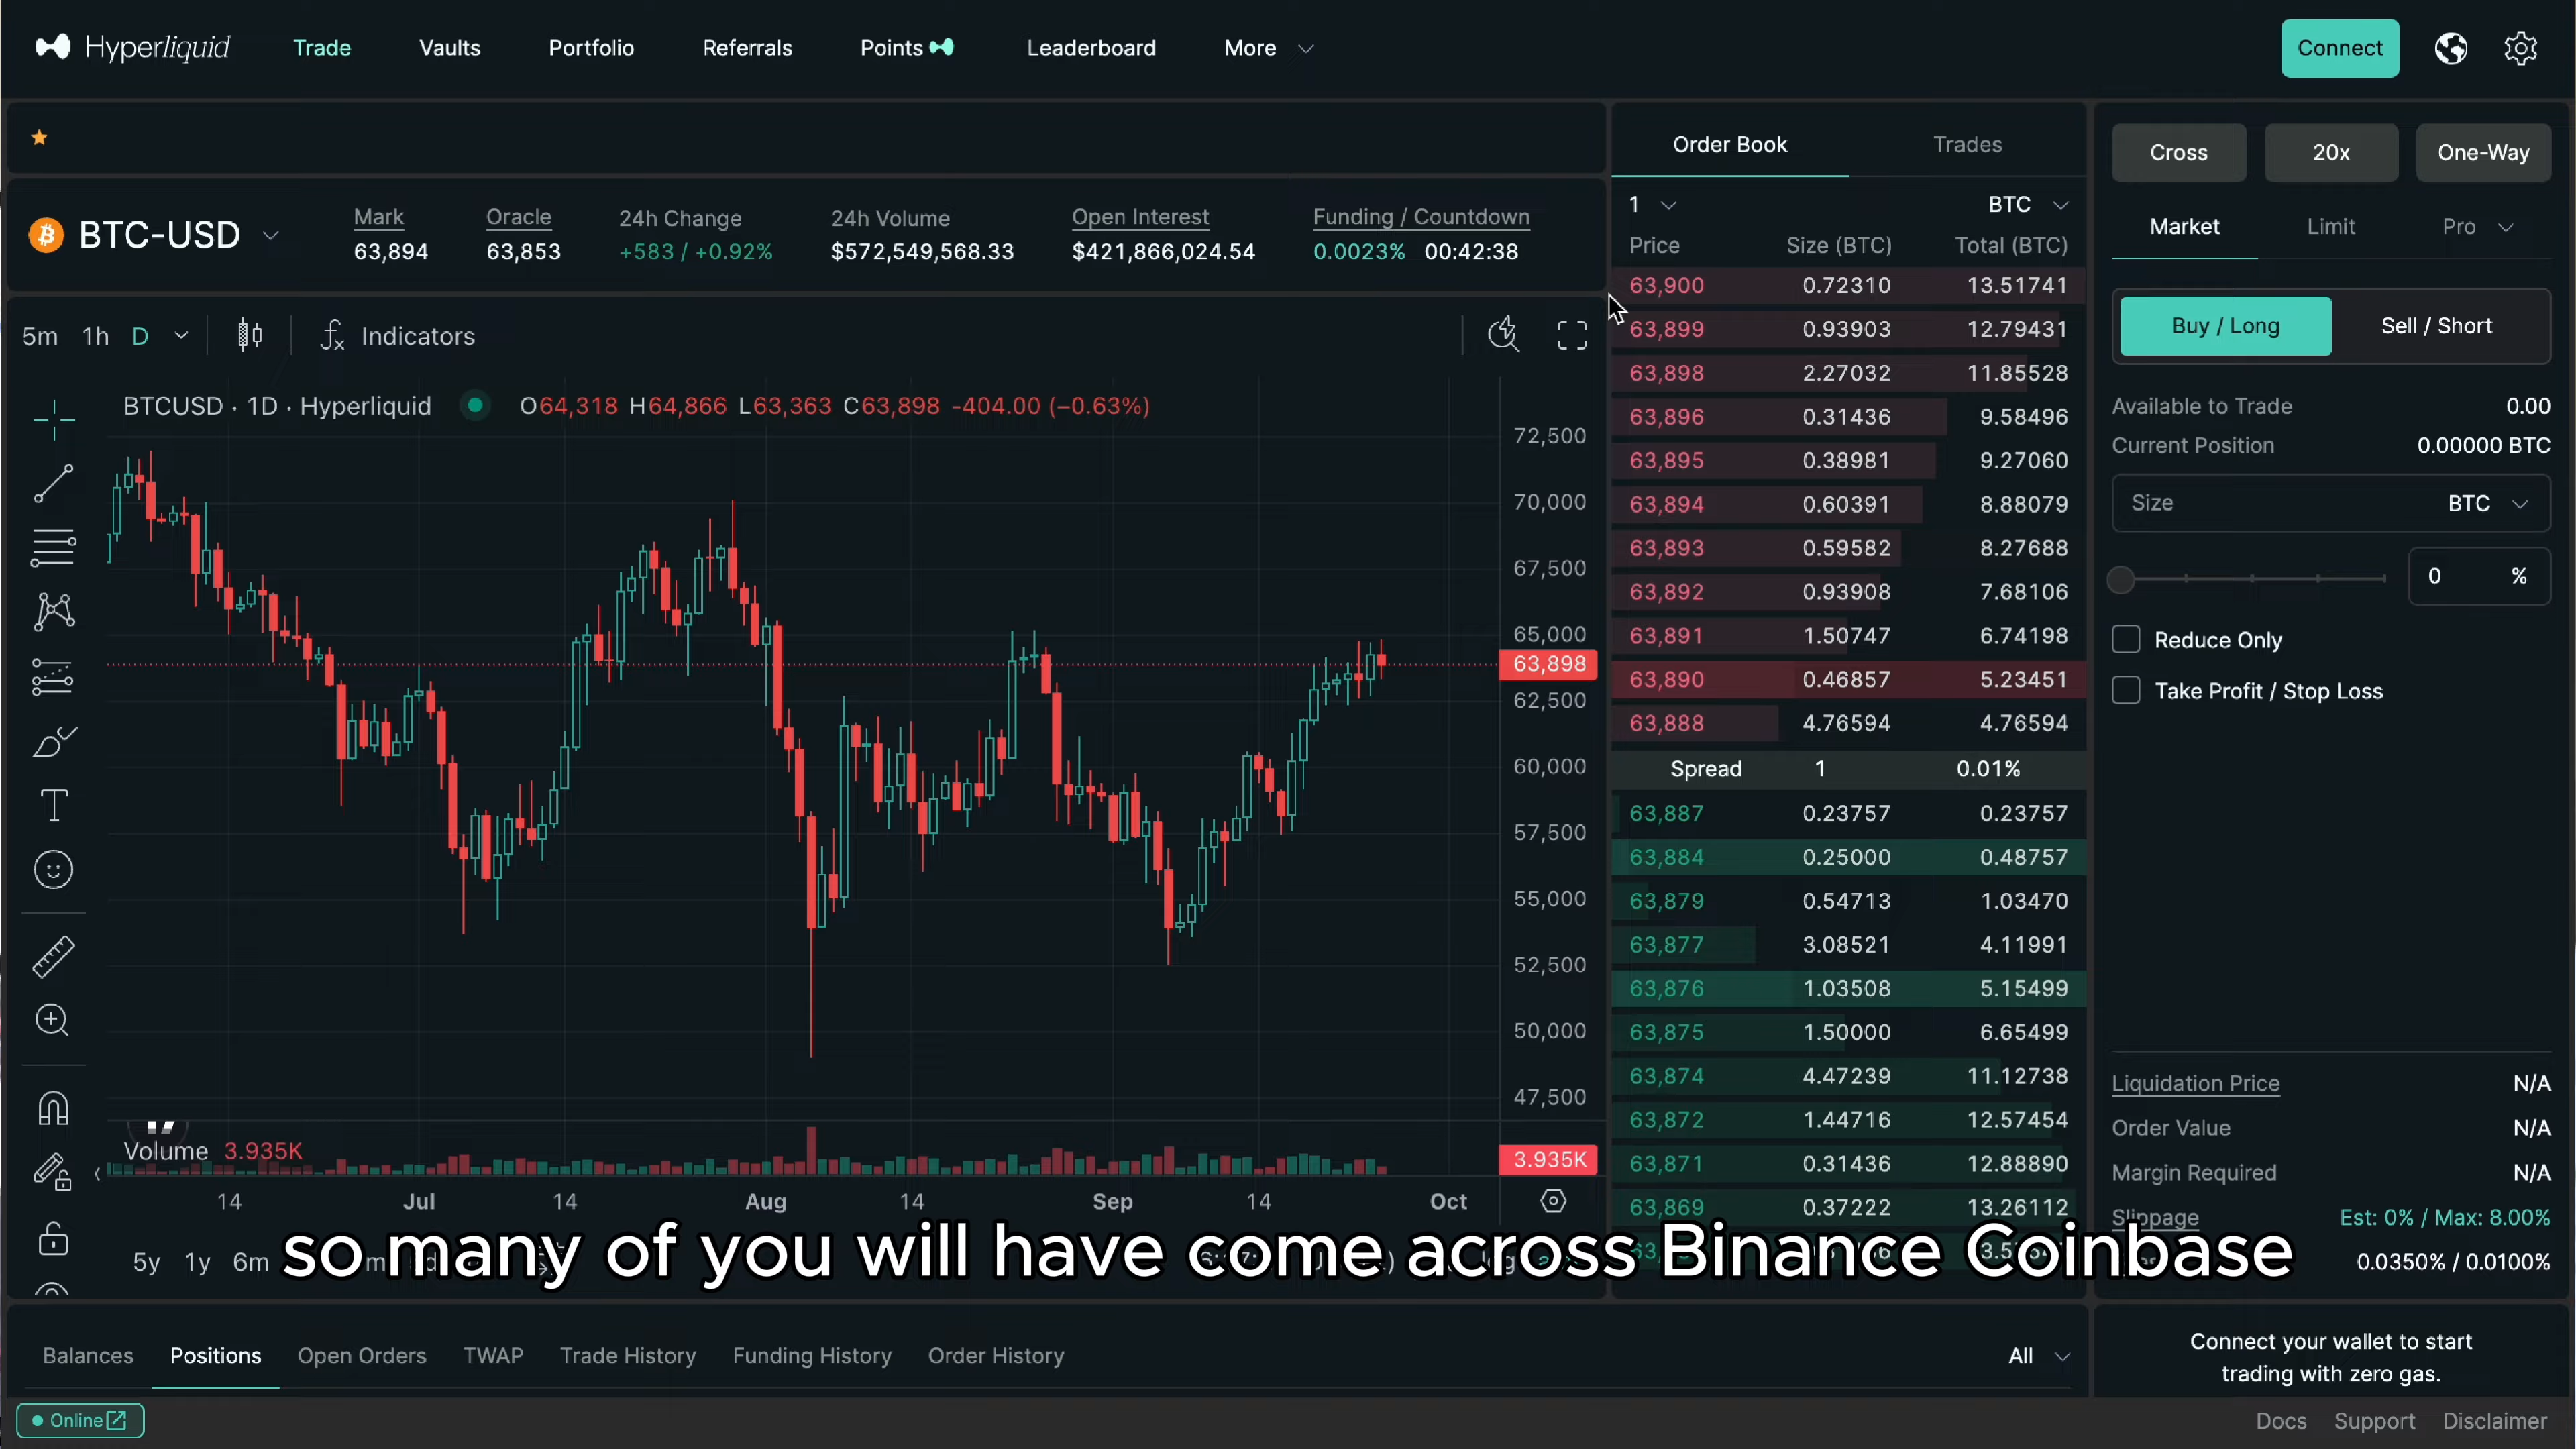 Hyperliquid Trade Vaults Portfolio Referrals Points Leaderboard More Connect
BTC-USD
Mark Oracle 24h Change 24h Volume Open Interest Funding / Countdown
63,894 63,853 +583 / +0.92% $572,549,568.33 $421,866,024.54 0.0023% 00:42:38
5m 1h D Indicators
BTCUSD · 1D · Hyperliquid O64,318 H64,866 L63,363 C63,898 -404.00 (−0.63%)
72,500
70,000
67,500
65,000
63,898
62,500
60,000
57,500
55,000
52,500
50,000
47,500
Volume 3.935K
3.935K
14 Jul 14 Aug 14 Sep 14 Oct
5y 1y 6m
Order Book Trades
1 BTC
Price Size (BTC) Total (BTC)
63,900 0.72310 13.51741
63,899 0.93903 12.79431
63,898 2.27032 11.85528
63,896 0.31436 9.58496
63,895 0.38981 9.27060
63,894 0.60391 8.88079
63,893 0.59582 8.27688
63,892 0.93908 7.68106
63,891 1.50747 6.74198
63,890 0.46857 5.23451
63,888 4.76594 4.76594
Spread 1 0.01%
63,887 0.23757 0.23757
63,884 0.25000 0.48757
63,879 0.54713 1.03470
63,877 3.08521 4.11991
63,876 1.03508 5.15499
63,875 1.50000 6.65499
63,874 4.47239 11.12738
63,872 1.44716 12.57454
63,871 0.31436 12.88890
63,869 0.37222 13.26112
Cross 20x One-Way
Market Limit Pro
Buy / Long Sell / Short
Available to Trade 0.00
Current Position 0.00000 BTC
Size BTC
0 %
Reduce Only
Take Profit / Stop Loss
Liquidation Price N/A
Order Value N/A
Margin Required N/A
Slippage Est: 0% / Max: 8.00%
0.0350% / 0.0100%
so many of you will have come across Binance Coinbase
Balances Positions Open Orders TWAP Trade History Funding History Order History All
Connect your wallet to start
trading with zero gas.
Online Docs Support Disclaimer